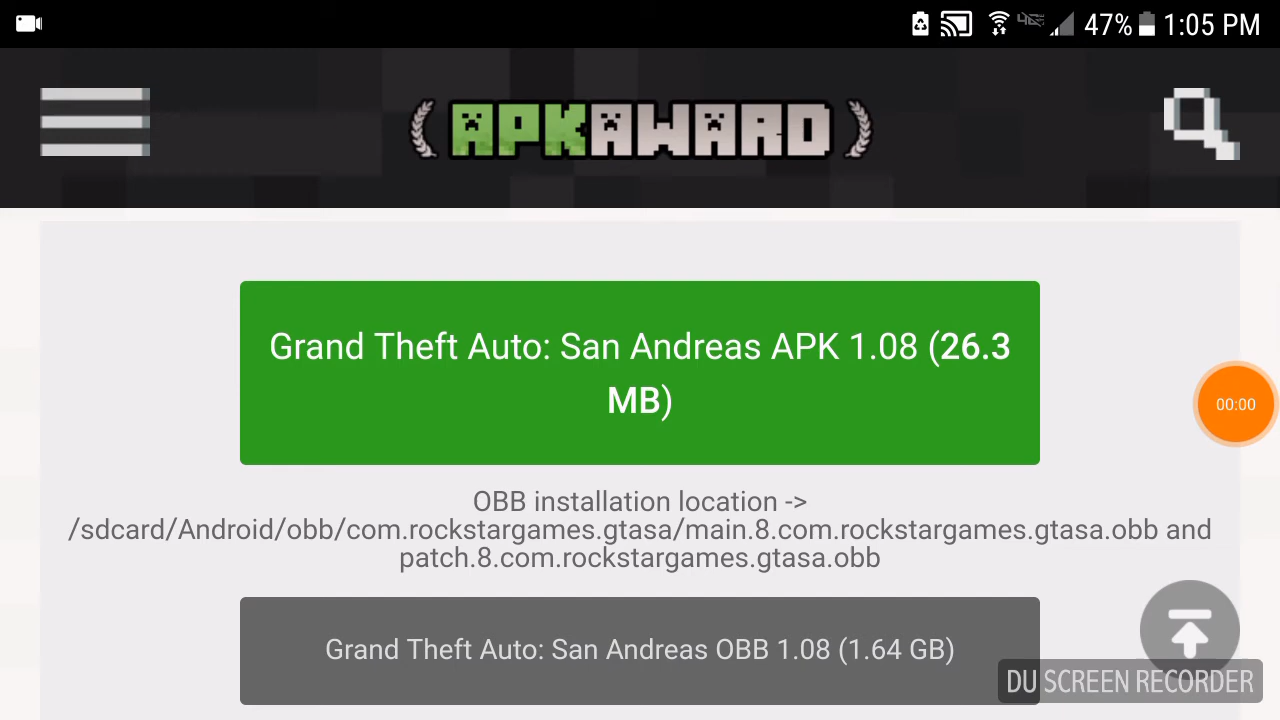 47% 1:05 PM
APKAWARD
Grand Theft Auto: San Andreas APK 1.08 (26.3
MB)
00:00
OBB installation location ->
/sdcard/Android/obb/com.rockstargames.gtasa/main.8.com.rockstargames.gtasa.obb and
patch.8.com.rockstargames.gtasa.obb
Grand Theft Auto: San Andreas OBB 1.08 (1.64 GB)
DU SCREEN RECORDER